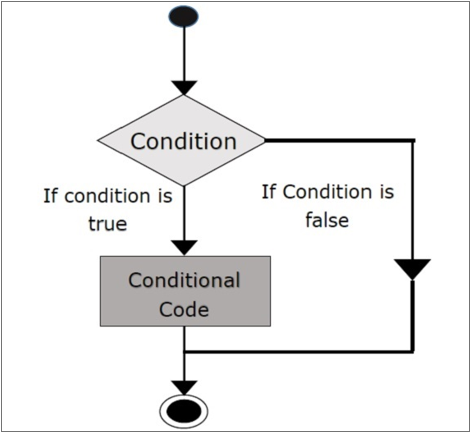 Condition
If condition is
true
If Condition is
false
Conditional
Code